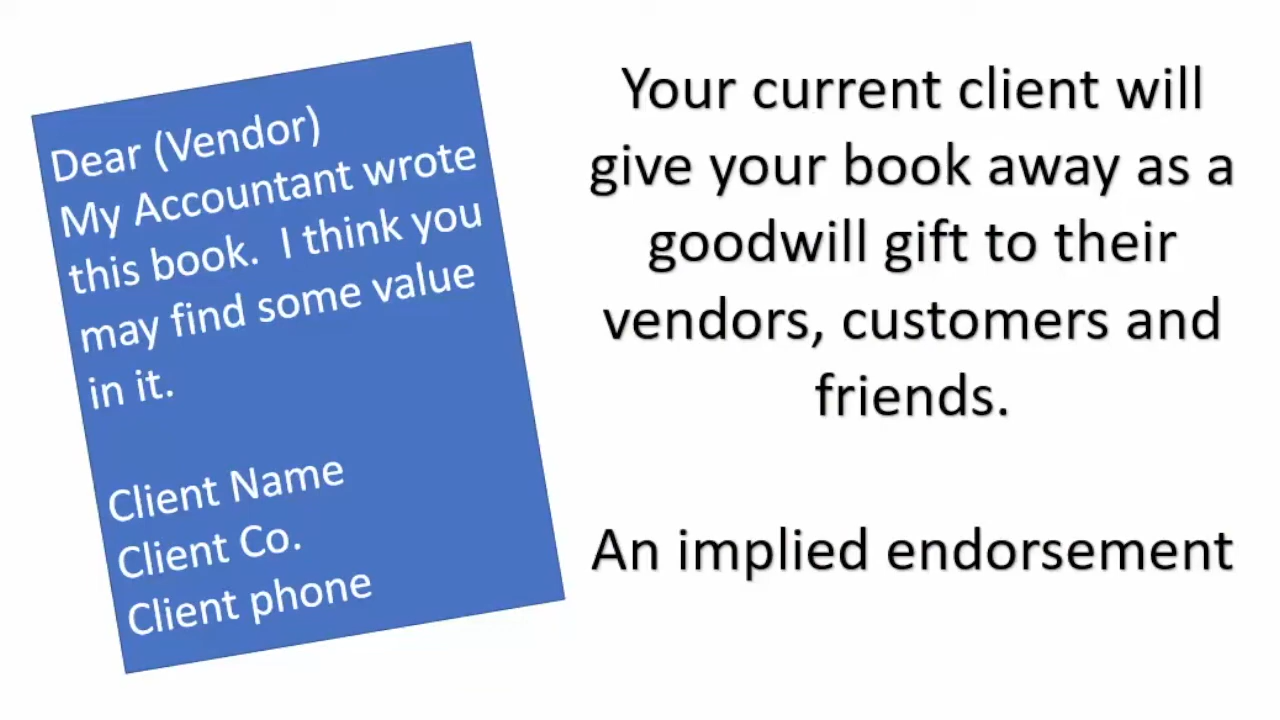 Dear (Vendor)
My Accountant wrote
this book.  I think you
may find some value
in it.
Client Name
Client Co.
Client phone
Your current client will
give your book away as a
goodwill gift to their
vendors, customers and
friends.
An implied endorsement